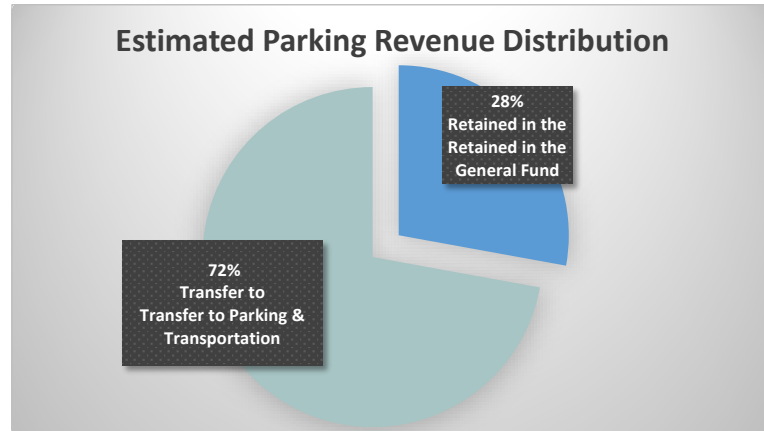 Estimated Parking Revenue Distribution
28%
Retained in the
Retained in the
General Fund
72%
Transfer to
Transfer to Parking &
Transportation